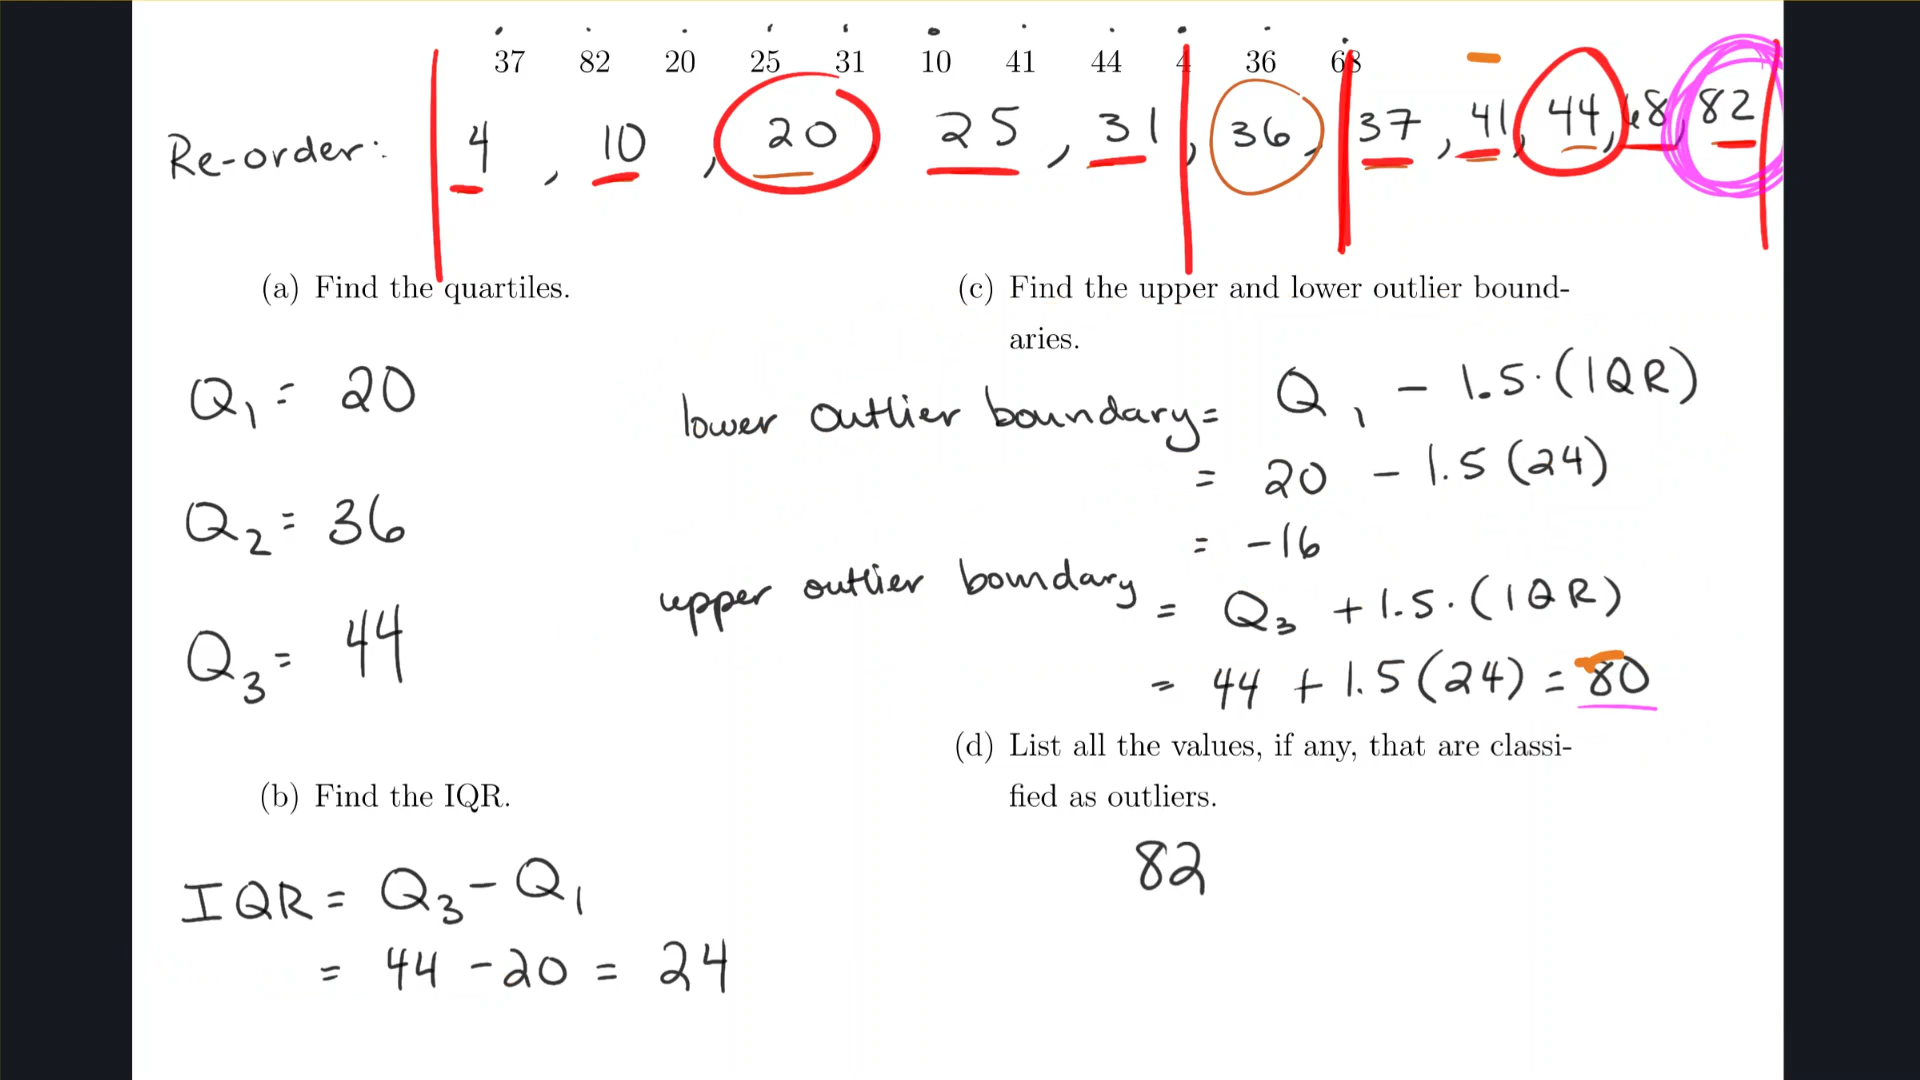 37 82 20 25 31 10 41 44 4 36 68
Re-order: 4, 10, 20 25, 31, 36, 37, 41, 44, 68, 82
(a) Find the quartiles.
Q₁ = 20
Q₂ = 36
Q₃ = 44
(b) Find the IQR.
IQR = Q₃ - Q₁
= 44 - 20 = 24
(c) Find the upper and lower outlier bound-
aries.
lower outlier boundary = Q₁ - 1.5·(IQR)
= 20 - 1.5(24)
= -16
upper outlier boundary = Q₃ + 1.5·(IQR)
= 44 + 1.5(24) = 80
(d) List all the values, if any, that are classi-
fied as outliers.
82